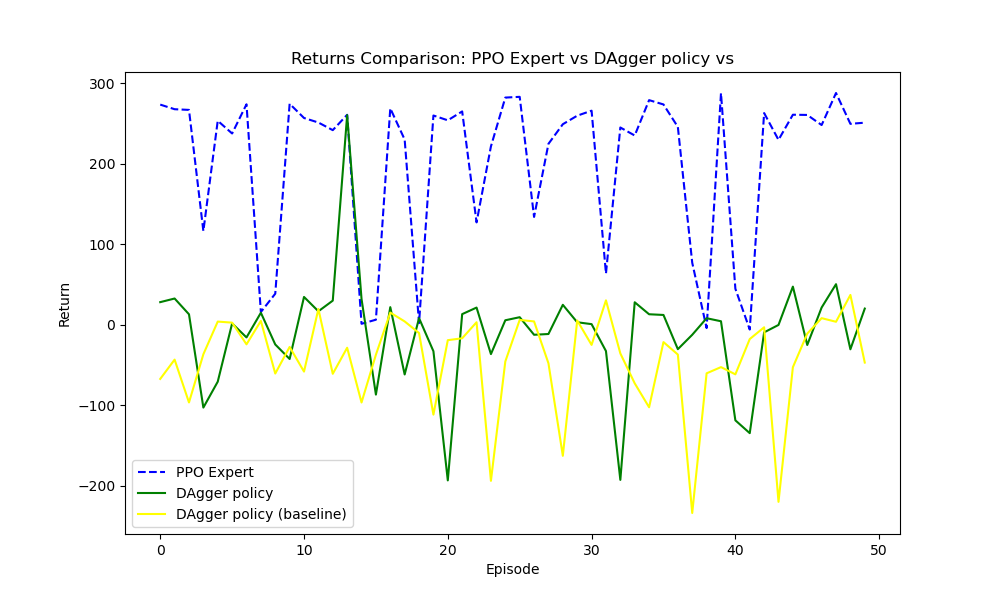 Returns Comparison: PPO Expert vs DAgger policy vs
300
200
100
0
−100
−200
Return
PPO Expert
DAgger policy
DAgger policy (baseline)
0 10 20 30 40 50
Episode